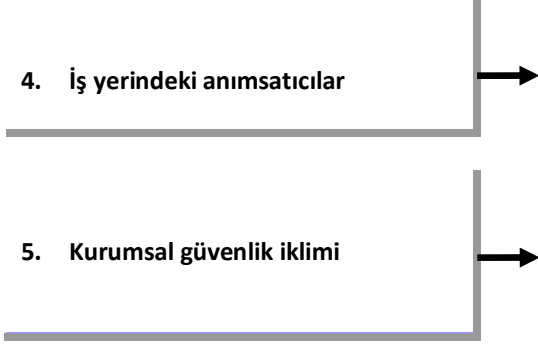 4. İş yerindeki anımsatıcılar
5. Kurumsal güvenlik iklimi